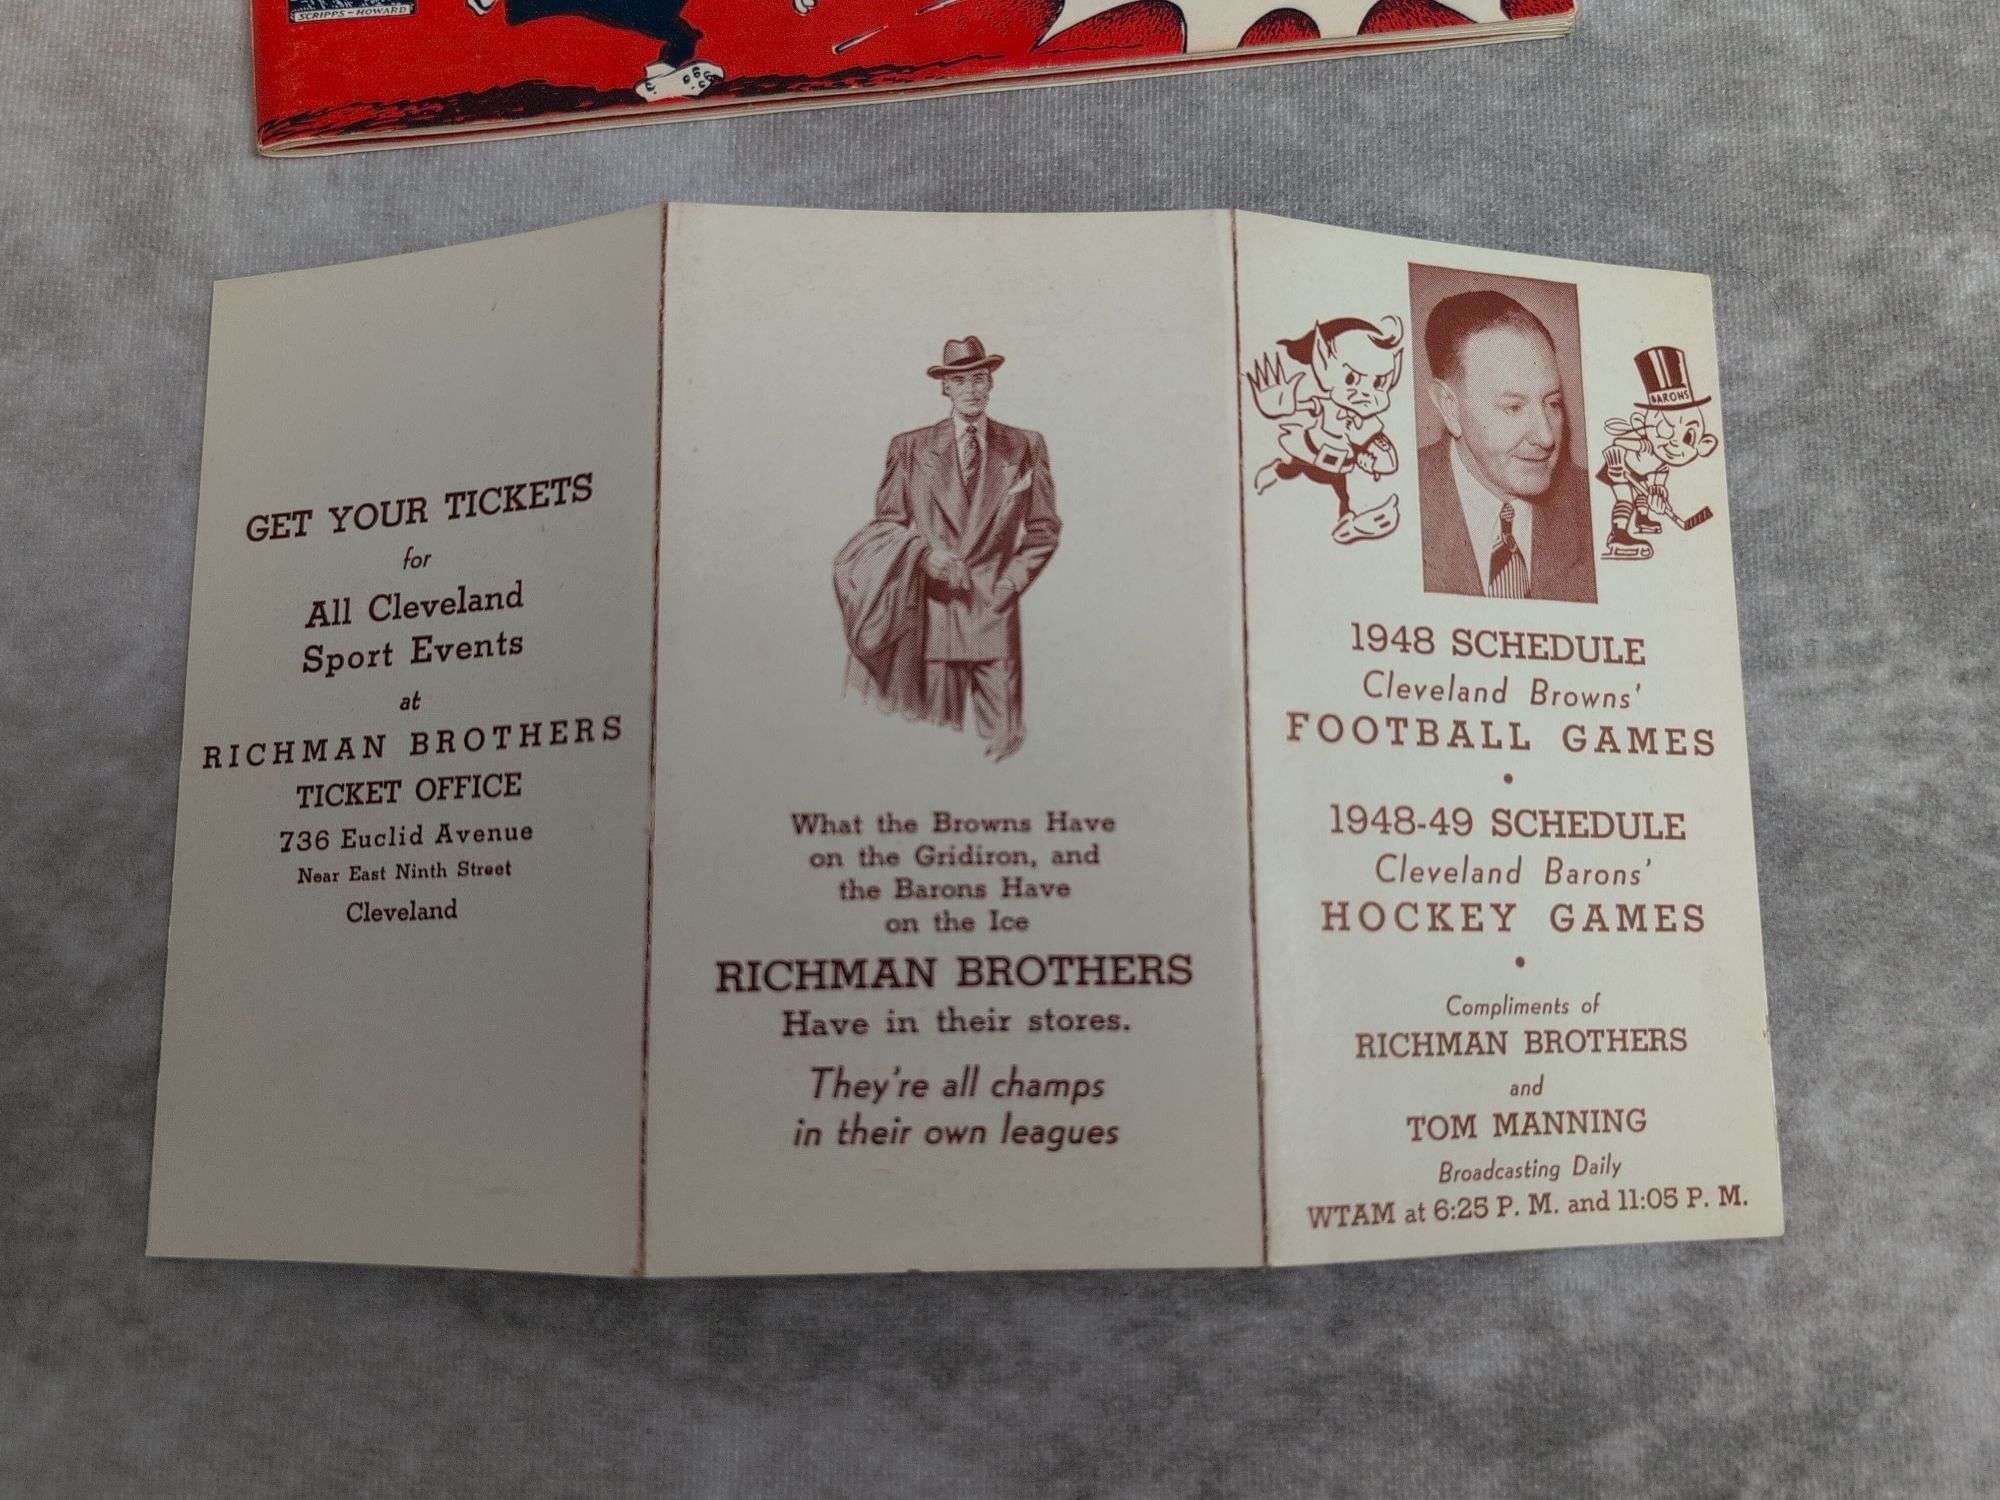 SCRIPPS-HOWARD
GET YOUR TICKETS
for
All Cleveland
Sport Events
at
RICHMAN BROTHERS
TICKET OFFICE
736 Euclid Avenue
Near East Ninth Street
Cleveland
What the Browns Have
on the Gridiron, and
the Barons Have
on the Ice
RICHMAN BROTHERS
Have in their stores.
They're all champs
in their own leagues
BARONS
1948 SCHEDULE
Cleveland Browns'
FOOTBALL GAMES
•
1948-49 SCHEDULE
Cleveland Barons'
HOCKEY GAMES
•
Compliments of
RICHMAN BROTHERS
and
TOM MANNING
Broadcasting Daily
WTAM at 6:25 P. M. and 11:05 P. M.